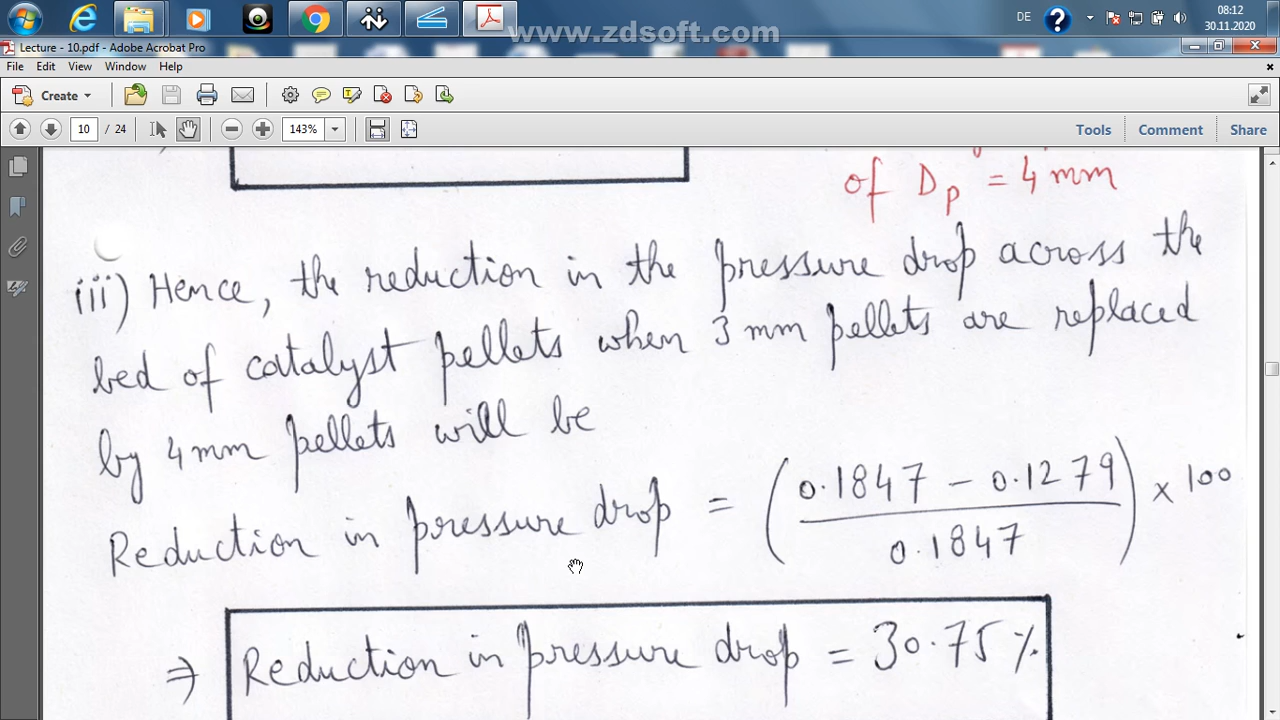 08:12
DE
www.zdsoft.com
30.11.2020
Lecture - 10.pdf - Adobe Acrobat Pro
File Edit View Window Help
Create
10 / 24 143% Tools Comment Share
of Dp = 4 mm
iii) Hence, the reduction in the pressure drop across the
bed of catalyst pellets when 3 mm pellets are replaced
by 4 mm pellets will be
Reduction in pressure drop = (0.1847 - 0.1279 / 0.1847) × 100
⇒ Reduction in pressure drop = 30.75 %